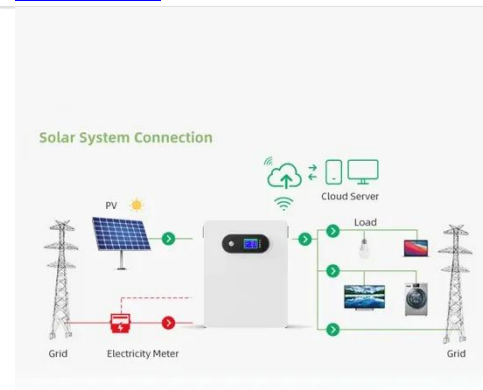 Solar System Connection
Cloud Server
PV
Load
Grid
Electricity Meter
Grid